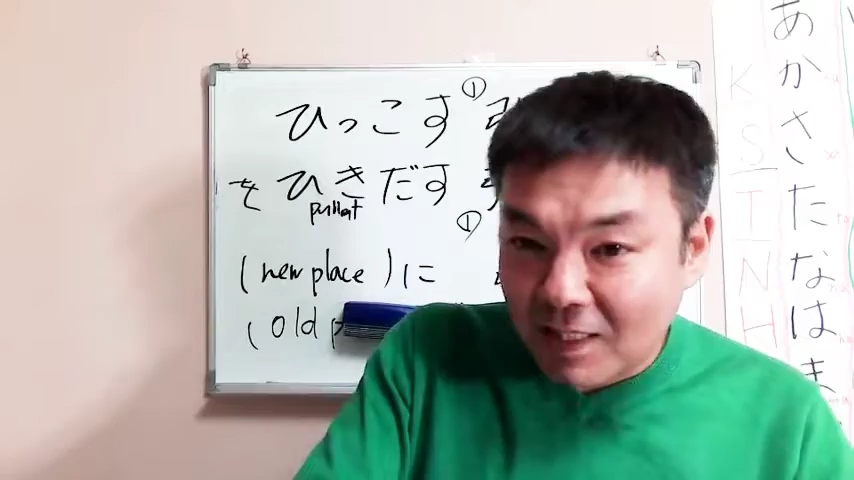 ひっこす ①
を ひきだす
pull out
①
( new place ) に
( old
あ
か
さ
た
な
は
K
S
T
N
H